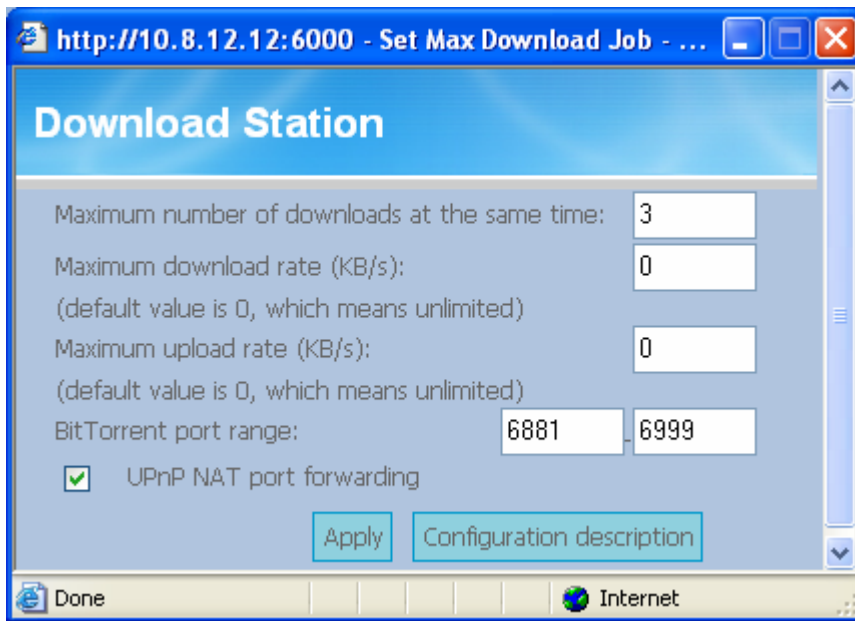 http://10.8.12.12:6000 - Set Max Download Job - ...
Download Station
Maximum number of downloads at the same time: 3
Maximum download rate (KB/s): 0
(default value is 0, which means unlimited)
Maximum upload rate (KB/s): 0
(default value is 0, which means unlimited)
BitTorrent port range: 6881 - 6999
UPnP NAT port forwarding
Apply Configuration description
Done Internet